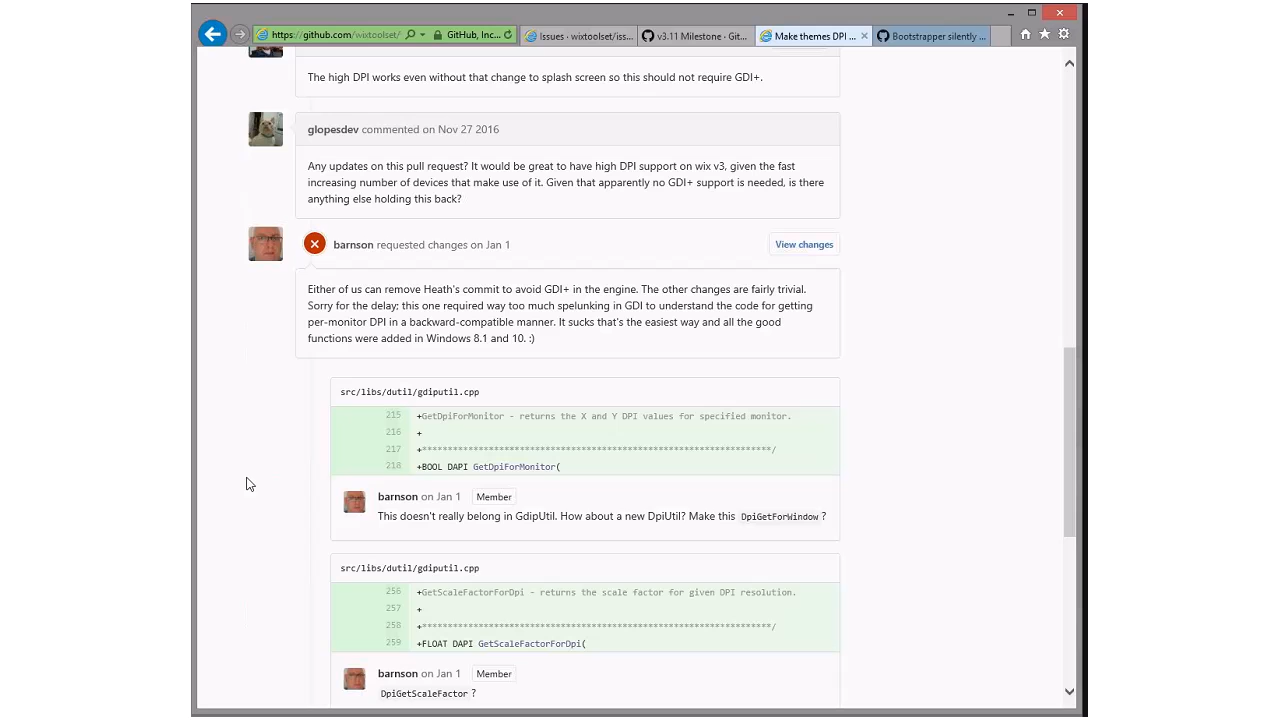 https://github.com/wixtoolset/
GitHub, Inc...
Issues · wixtoolset/iss...
v3.11 Milestone · Git...
Make themes DPI ...
Bootstrapper silently ...
The high DPI works even without that change to splash screen so this should not require GDI+.
glopesdev commented on Nov 27 2016
Any updates on this pull request? It would be great to have high DPI support on wix v3, given the fast
increasing number of devices that make use of it. Given that apparently no GDI+ support is needed, is there
anything else holding this back?
barnson requested changes on Jan 1
View changes
Either of us can remove Heath's commit to avoid GDI+ in the engine. The other changes are fairly trivial.
Sorry for the delay; this one required way too much spelunking in GDI to understand the code for getting
per-monitor DPI in a backward-compatible manner. It sucks that's the easiest way and all the good
functions were added in Windows 8.1 and 10. :)
src/libs/dutil/gdiputil.cpp
215 +GetDpiForMonitor - returns the X and Y DPI values for specified monitor.
216 +
217 +********************************************************************/
218 +BOOL DAPI GetDpiForMonitor(
barnson on Jan 1 Member
This doesn't really belong in GdipUtil. How about a new DpiUtil? Make this DpiGetForWindow ?
src/libs/dutil/gdiputil.cpp
256 +GetScaleFactorForDpi - returns the scale factor for given DPI resolution.
257 +
258 +********************************************************************/
259 +FLOAT DAPI GetScaleFactorForDpi(
barnson on Jan 1 Member
DpiGetScaleFactor ?